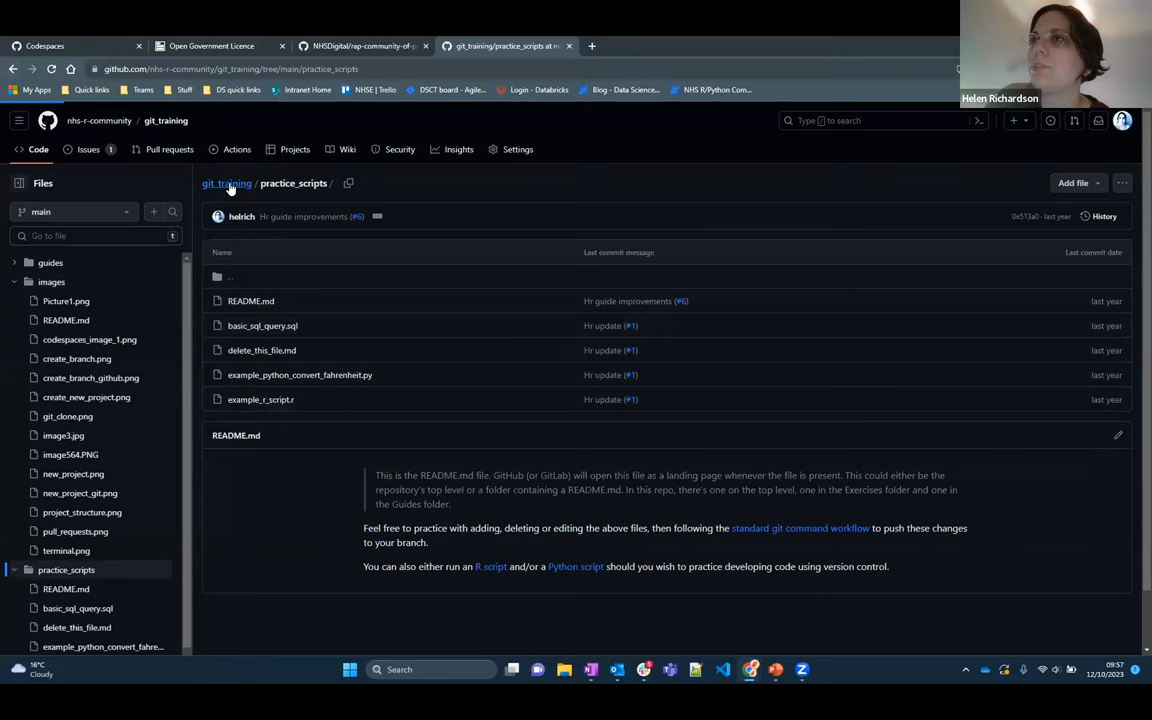 Codespaces
Open Government Licence
NHSDigital/rap-community-of-p
git_training/practice_scripts at m
github.com/nhs-r-community/git_training/tree/main/practice_scripts
My Apps
Quick links
Teams
Stuff
DS quick links
Intranet Home
NHSE | Trello
DSCT board - Agile...
Login - Databricks
Blog - Data Science...
NHS R/Python Com...
Helen Richardson
nhs-r-community / git_training
Type / to search
Code
Issues 1
Pull requests
Actions
Projects
Wiki
Security
Insights
Settings
Files
git_training / practice_scripts /
Add file
main
helrich Hr guide improvements (#6)
0e513a0 · last year
History
Go to file
t
Name
Last commit message
Last commit date
guides
images
Picture1.png
README.md
codespaces_image_1.png
create_branch.png
create_branch_github.png
create_new_project.png
git_clone.png
image3.jpg
image564.PNG
new_project.png
new_project_git.png
project_structure.png
pull_requests.png
terminal.png
practice_scripts
README.md
basic_sql_query.sql
delete_this_file.md
example_python_convert_fahre...
..
README.md Hr guide improvements (#6) last year
basic_sql_query.sql Hr update (#1) last year
delete_this_file.md Hr update (#1) last year
example_python_convert_fahrenheit.py Hr update (#1) last year
example_r_script.r Hr update (#1) last year
README.md
This is the README.md file. GitHub (or GitLab) will open this file as a landing page whenever the file is present. This could either be the
repository's top level or a folder containing a README.md. In this repo, there's one on the top level, one in the Exercises folder and one in
the Guides folder.
Feel free to practice with adding, deleting or editing the above files, then following the standard git command workflow to push these changes
to your branch.
You can also either run an R script and/or a Python script should you wish to practice developing code using version control.
16°C
Cloudy
Search
09:57
12/10/2023